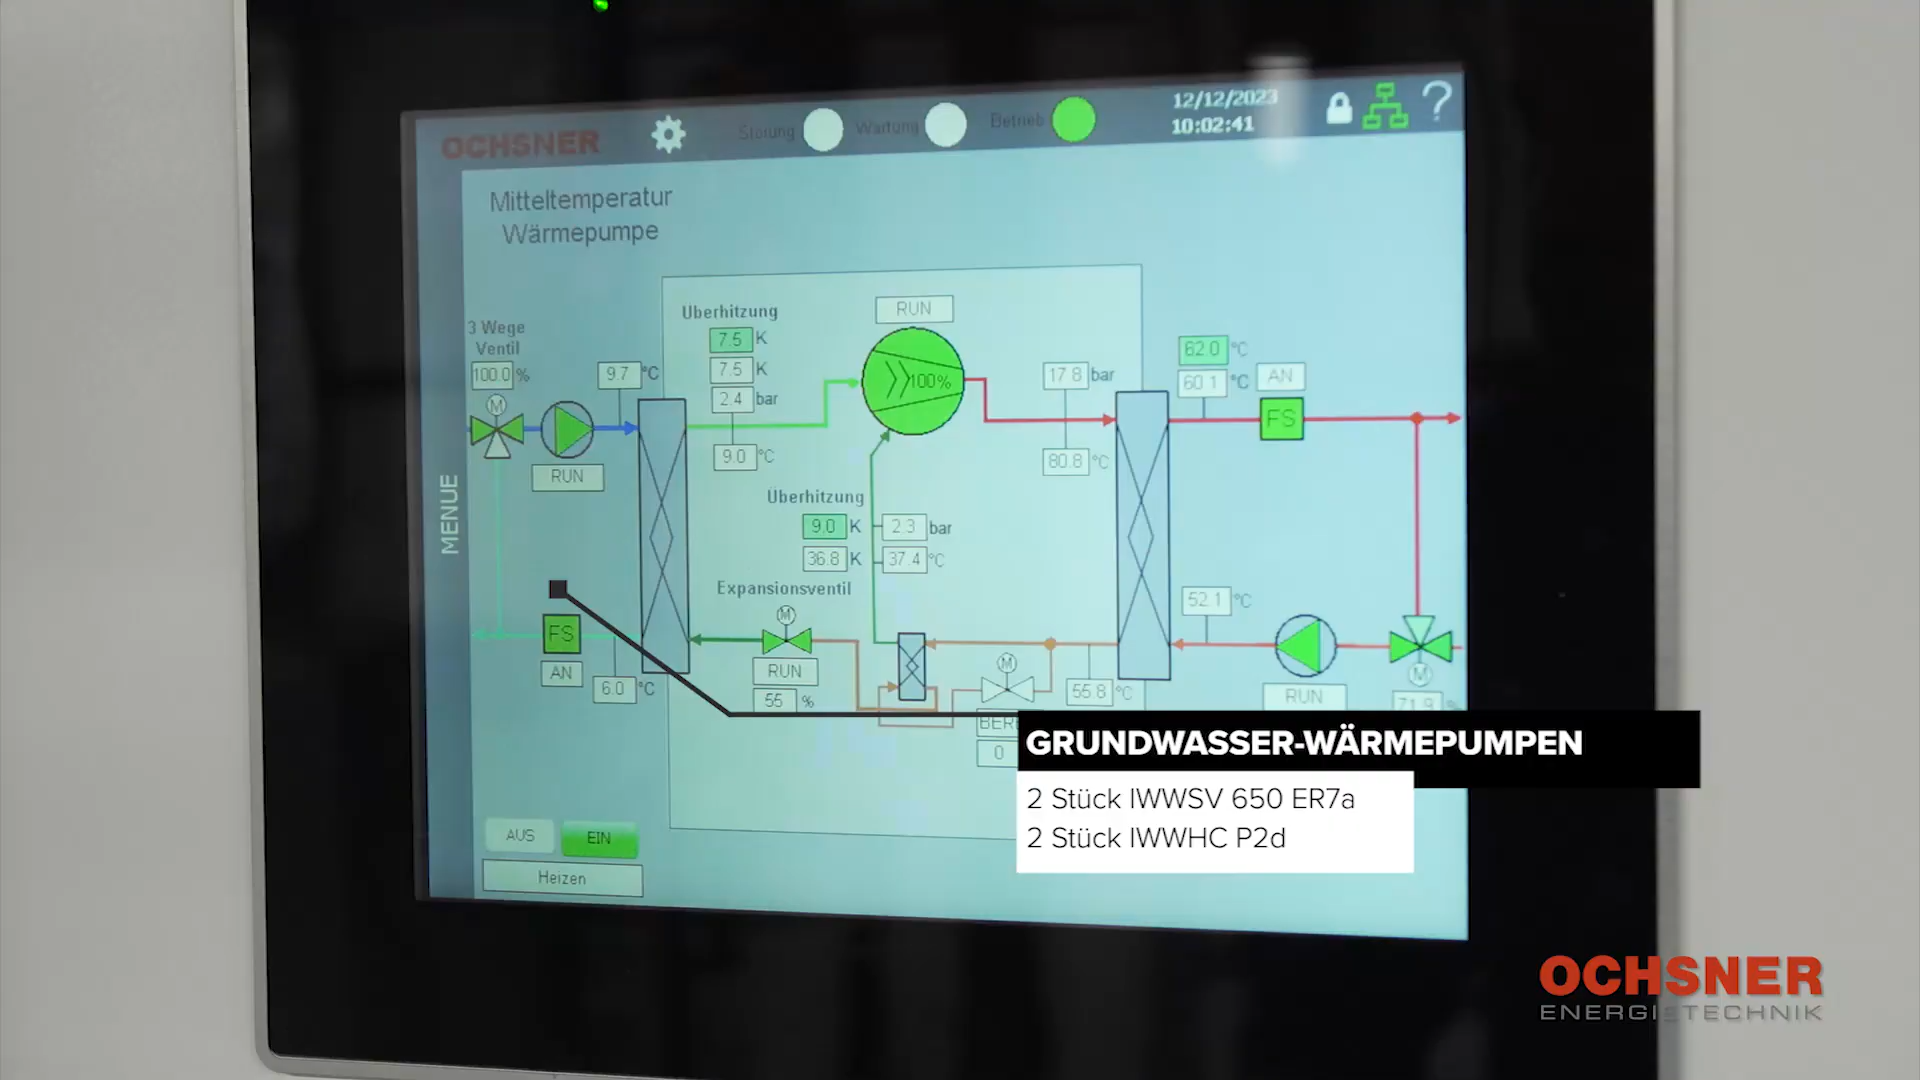 OCHSNER
Störung
Wartung
Betrieb
12/12/2023
10:02:41
?
Mitteltemperatur
Wärmepumpe
3 Wege
Ventil
100.0 %
M
9.7 °C
RUN
Überhitzung
7.5 K
7.5 K
2.4 bar
9.0 °C
RUN
100%
17.8 bar
80.8 °C
62.0 °C
60.1 °C
AN
FS
MENUE
Überhitzung
9.0 K
2.3 bar
36.8 K
37.4 °C
Expansionsventil
M
RUN
55 %
FS
AN
6.0 °C
M
0
55.8 °C
52.1 °C
RUN
M
71.9 %
AUS
EIN
Heizen
GRUNDWASSER-WÄRMEPUMPEN
2 Stück IWWSV 650 ER7a
2 Stück IWWHC P2d
OCHSNER
ENERGIETECHNIK